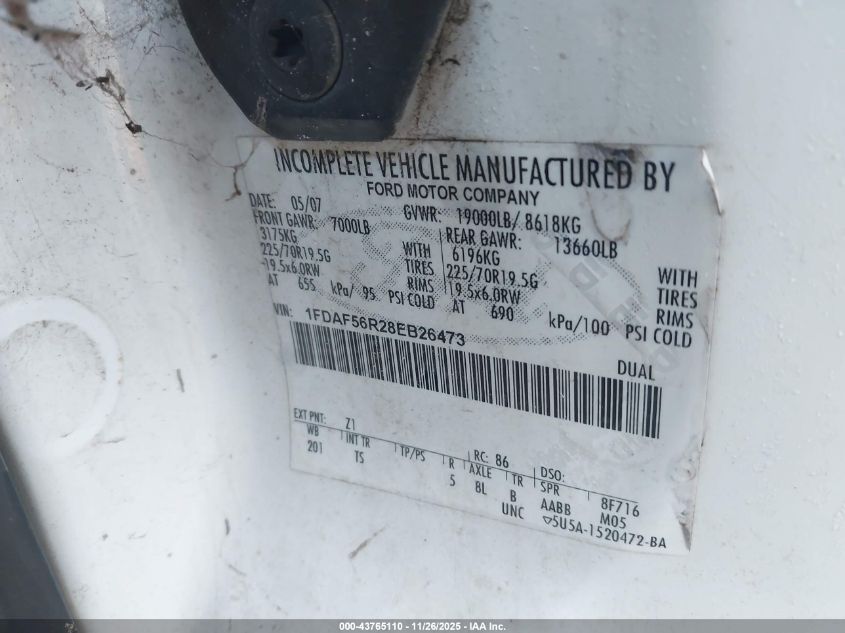 INCOMPLETE VEHICLE MANUFACTURED BY
FORD MOTOR COMPANY
DATE: 05/07 GVWR: 19000LB/ 8618KG
FRONT GAWR: 7000LB REAR GAWR: 13660LB
3175KG WITH 6196KG WITH
225/70R19.5G TIRES 225/70R19.5G TIRES
-19.5x6.0RW RIMS 19.5x6.0RW RIMS
AT 655 kPa/ 95 PSI COLD AT 690 kPa/100 PSI COLD
VIN: 1FDAF56R28EB26473
DUAL
EXT PNT: Z1 RC: 86 DSO:
WB INT TR TP/PS R AXLE TR SPR 8F716
201 TS 5 8L B AABB M05
UNC ▽5U5A-1520472-BA
000-43765110 - 11/26/2025 - IAA Inc.